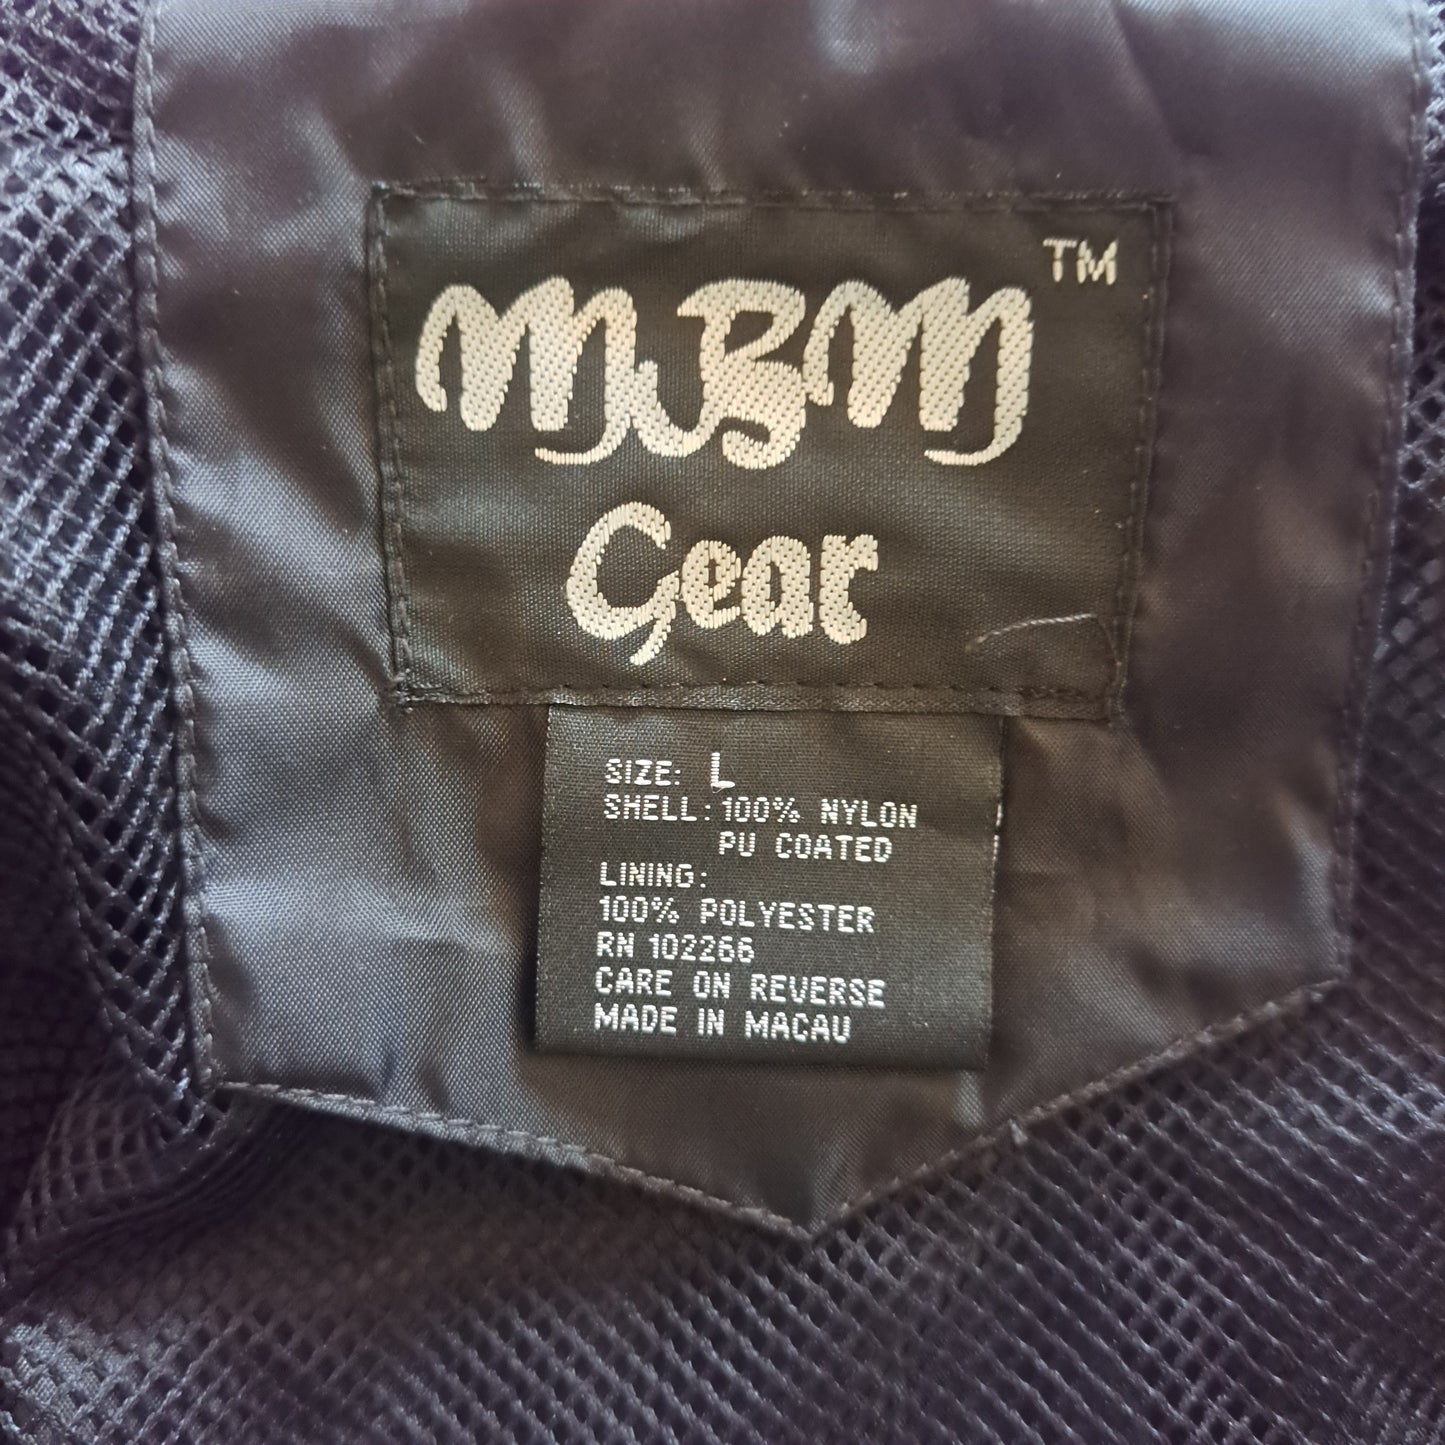 TM
MBM
Gear
SIZE: L
SHELL: 100% NYLON
PU COATED
LINING:
100% POLYESTER
RN 102266
CARE ON REVERSE
MADE IN MACAU